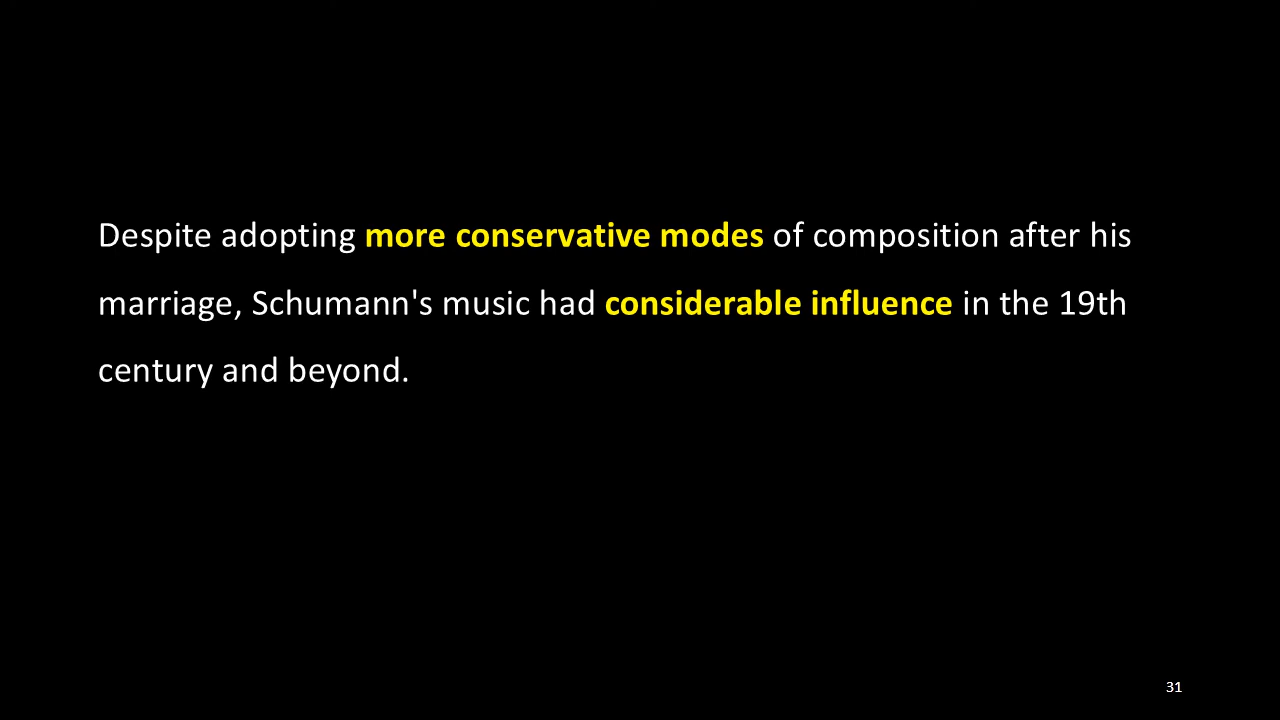 Despite adopting more conservative modes of composition after his
marriage, Schumann's music had considerable influence in the 19th
century and beyond.
31